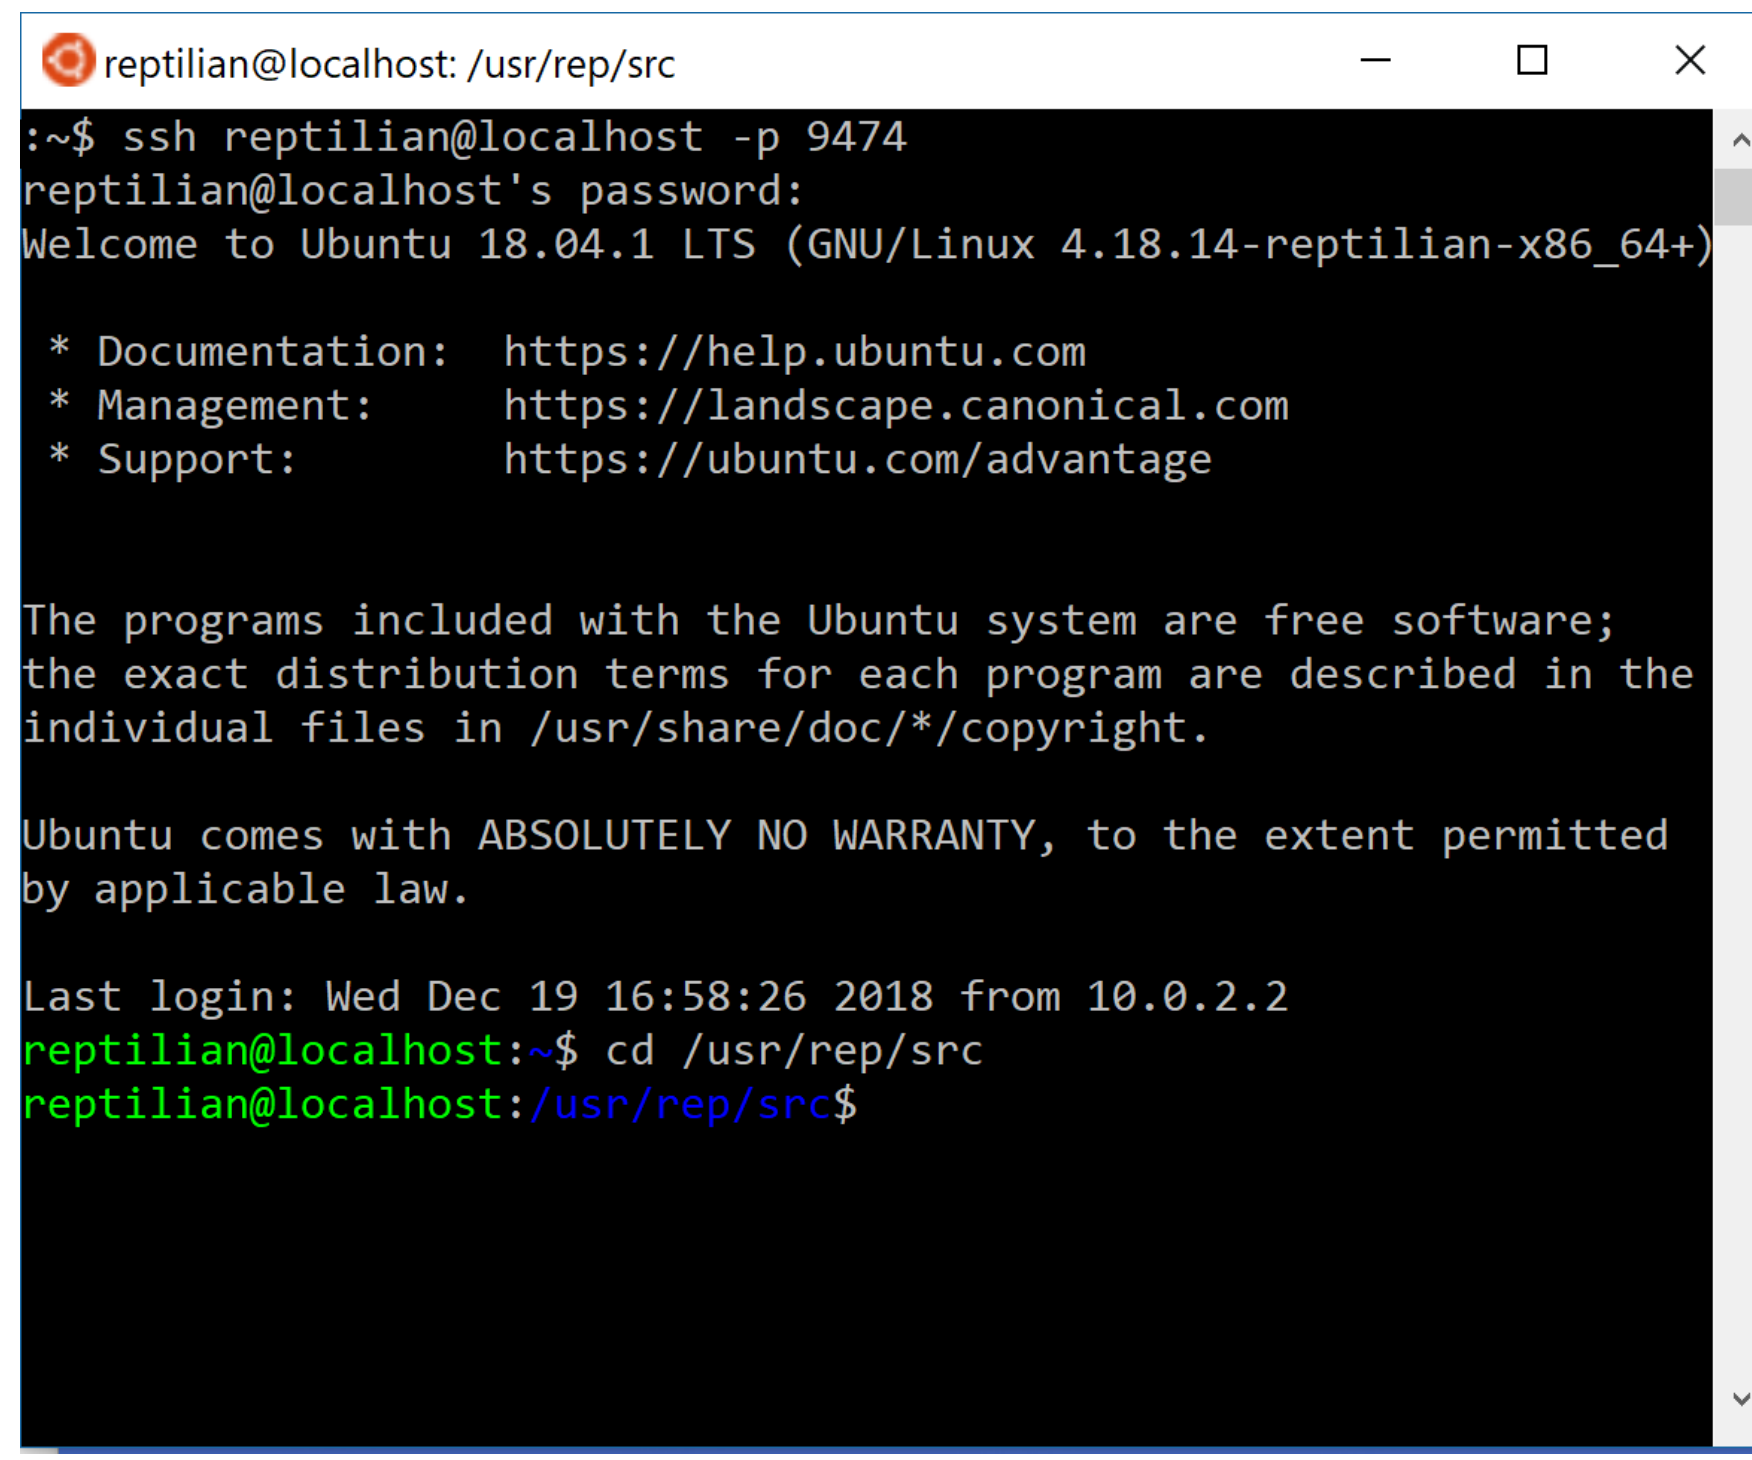 reptilian@localhost: /usr/rep/src
:~$ ssh reptilian@localhost -p 9474
reptilian@localhost's password:
Welcome to Ubuntu 18.04.1 LTS (GNU/Linux 4.18.14-reptilian-x86_64+)
* Documentation:  https://help.ubuntu.com
* Management:     https://landscape.canonical.com
* Support:        https://ubuntu.com/advantage
The programs included with the Ubuntu system are free software;
the exact distribution terms for each program are described in the
individual files in /usr/share/doc/*/copyright.
Ubuntu comes with ABSOLUTELY NO WARRANTY, to the extent permitted
by applicable law.
Last login: Wed Dec 19 16:58:26 2018 from 10.0.2.2
reptilian@localhost:~$ cd /usr/rep/src
reptilian@localhost:/usr/rep/src$